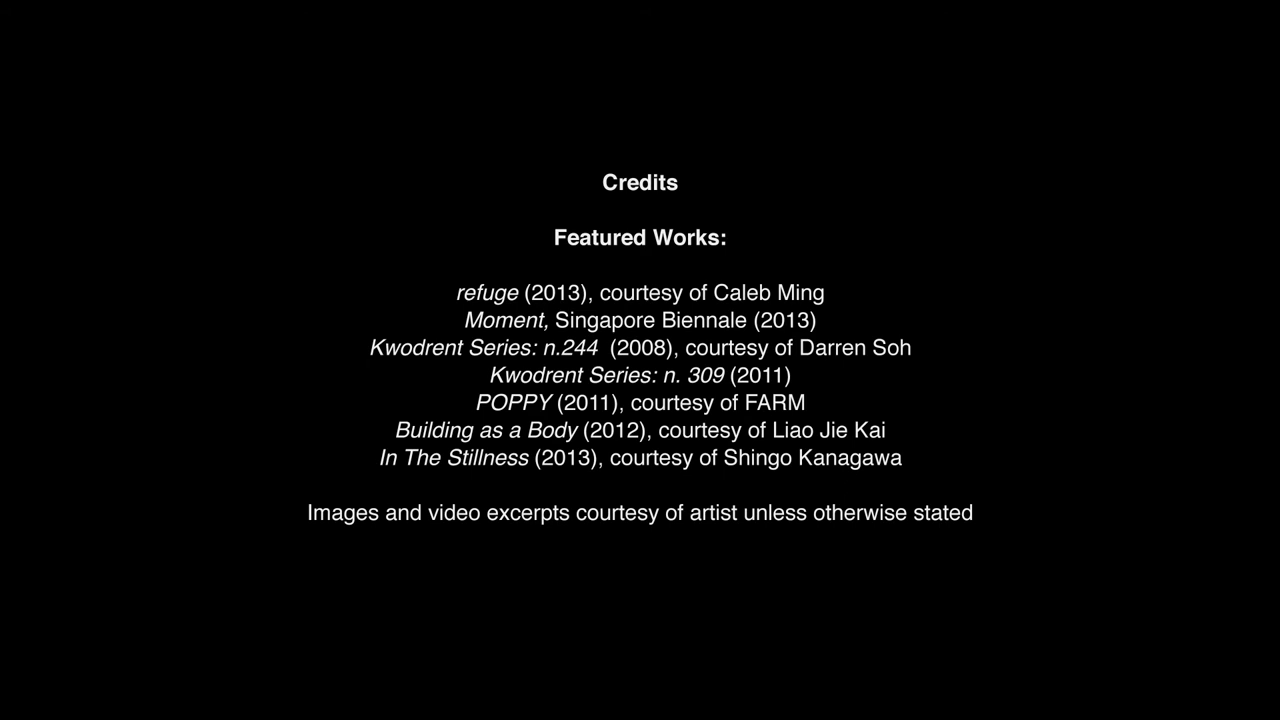 Credits
Featured Works:
refuge (2013), courtesy of Caleb Ming
Moment, Singapore Biennale (2013)
Kwodrent Series: n.244  (2008), courtesy of Darren Soh
Kwodrent Series: n. 309 (2011)
POPPY (2011), courtesy of FARM
Building as a Body (2012), courtesy of Liao Jie Kai
In The Stillness (2013), courtesy of Shingo Kanagawa
Images and video excerpts courtesy of artist unless otherwise stated